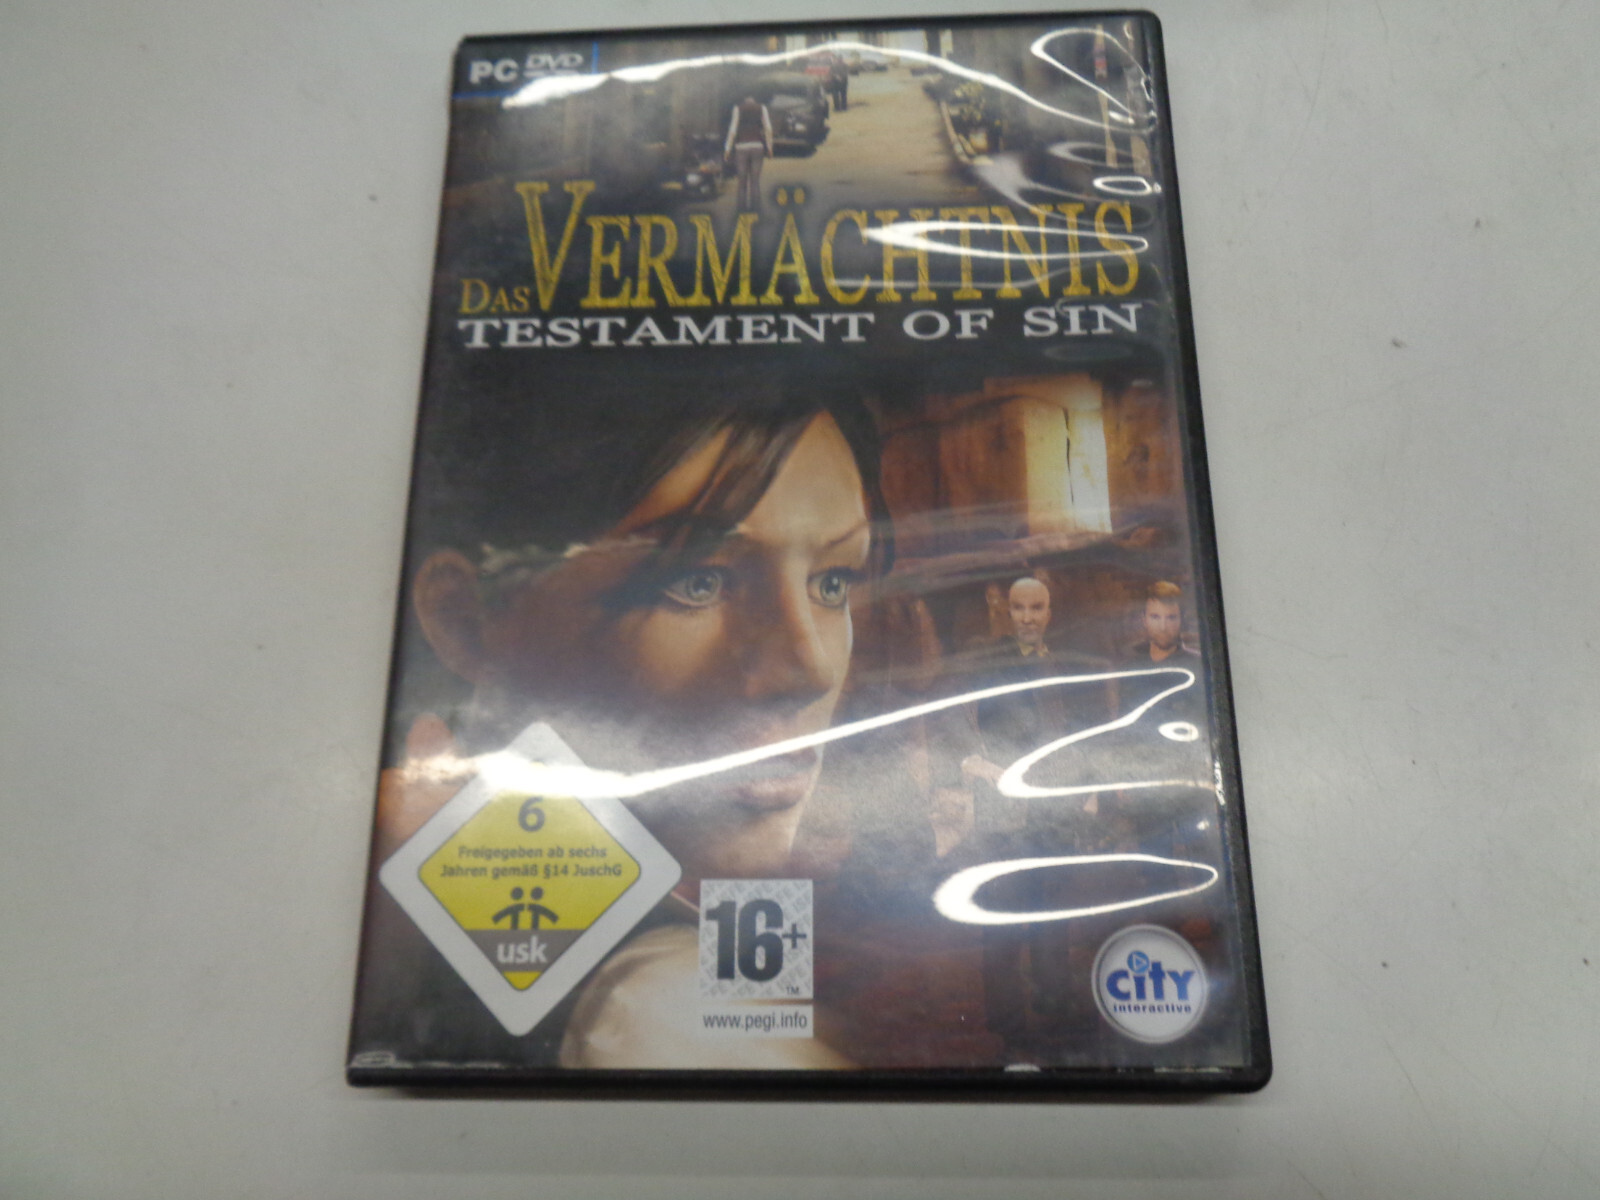 PC DVD
DAS VERMÄCHTNIS
TESTAMENT OF SIN
6
Freigegeben ab sechs
Jahren gemäß §14 JuschG
usk
16+
TM
www.pegi.info
city
interactive